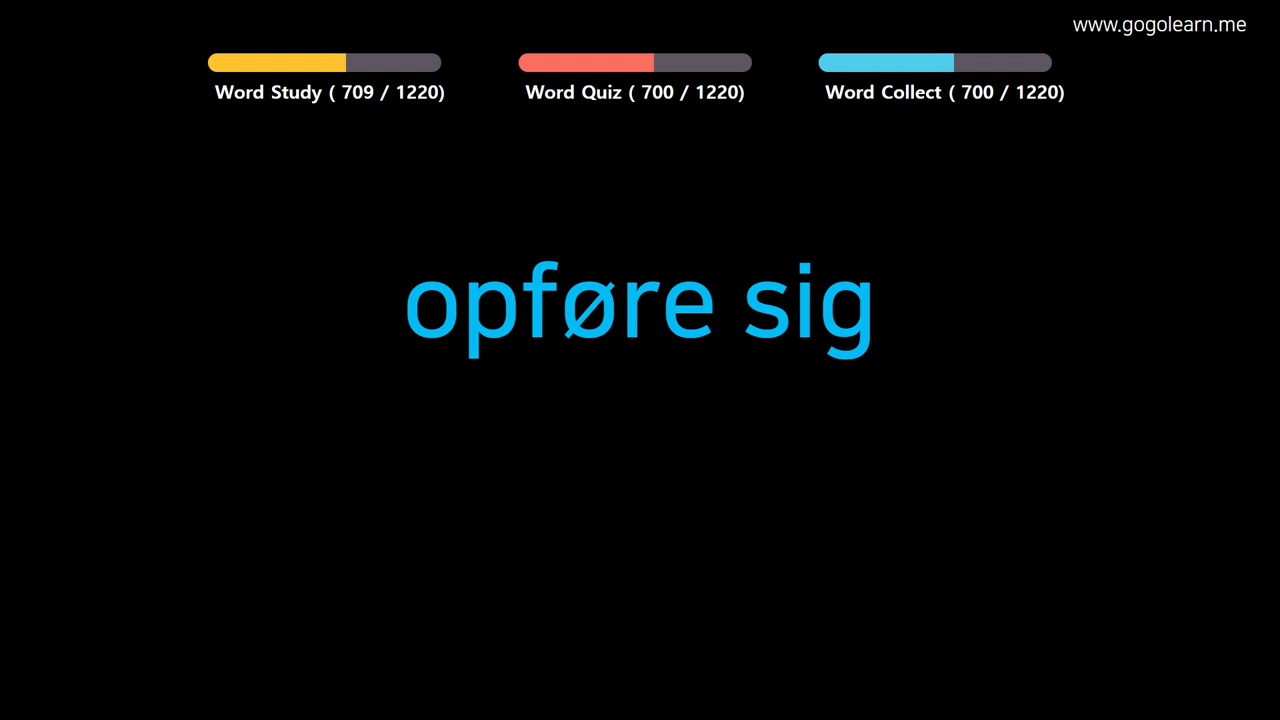 www.gogolearn.me
Word Study ( 709 / 1220)
Word Quiz ( 700 / 1220)
Word Collect ( 700 / 1220)
opføre sig